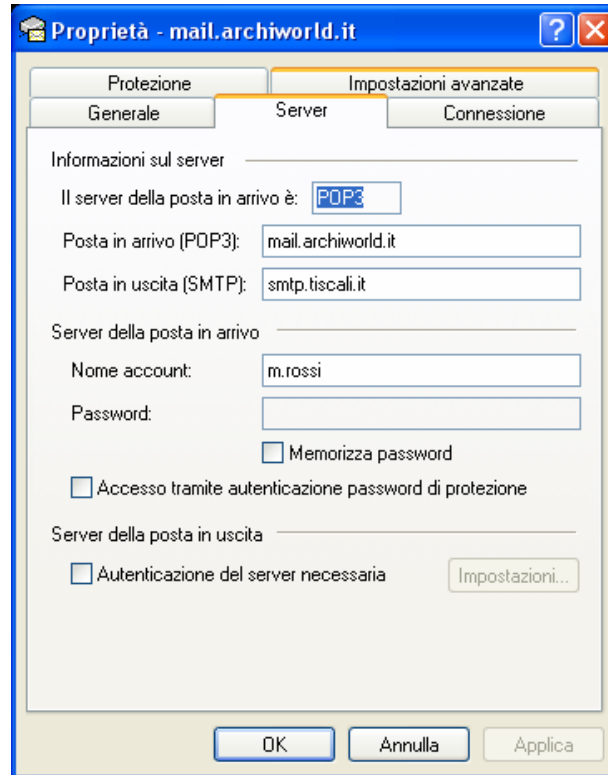 Proprietà - mail.archiworld.it
Protezione Impostazioni avanzate
Generale Server Connessione
Informazioni sul server
Il server della posta in arrivo è: POP3
Posta in arrivo (POP3): mail.archiworld.it
Posta in uscita (SMTP): smtp.tiscali.it
Server della posta in arrivo
Nome account: m.rossi
Password:
Memorizza password
Accesso tramite autenticazione password di protezione
Server della posta in uscita
Autenticazione del server necessaria Impostazioni...
OK Annulla Applica